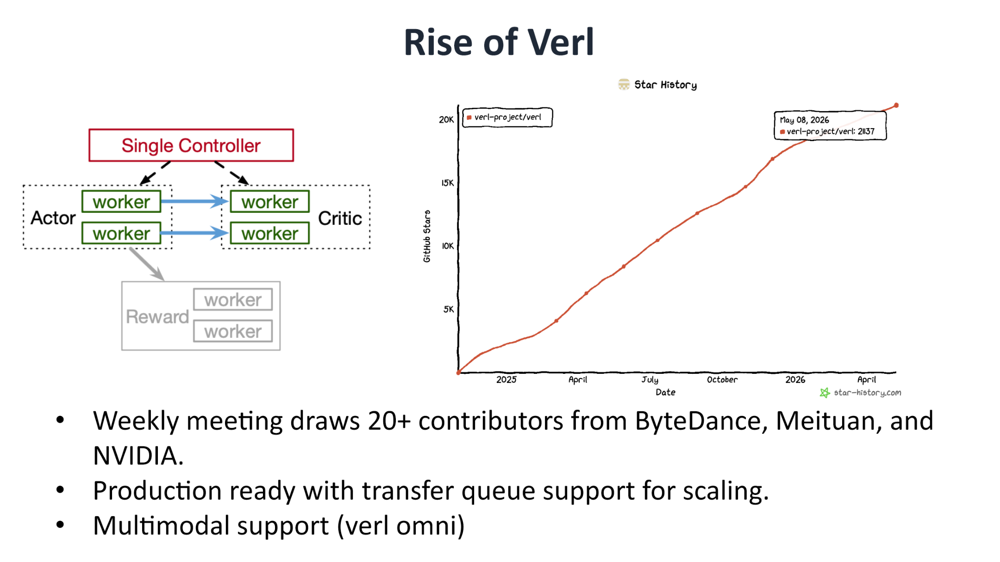 Rise of Verl
Single Controller
Actor
worker
worker
worker
worker
Critic
Reward
worker
worker
Star History
verl-project/verl
May 08, 2026
verl-project/verl: 21137
GitHub Stars
20K
15K
10K
5K
2025 April July October 2026 April
Date
star-history.com
• Weekly meeting draws 20+ contributors from ByteDance, Meituan, and
NVIDIA.
• Production ready with transfer queue support for scaling.
• Multimodal support (verl omni)